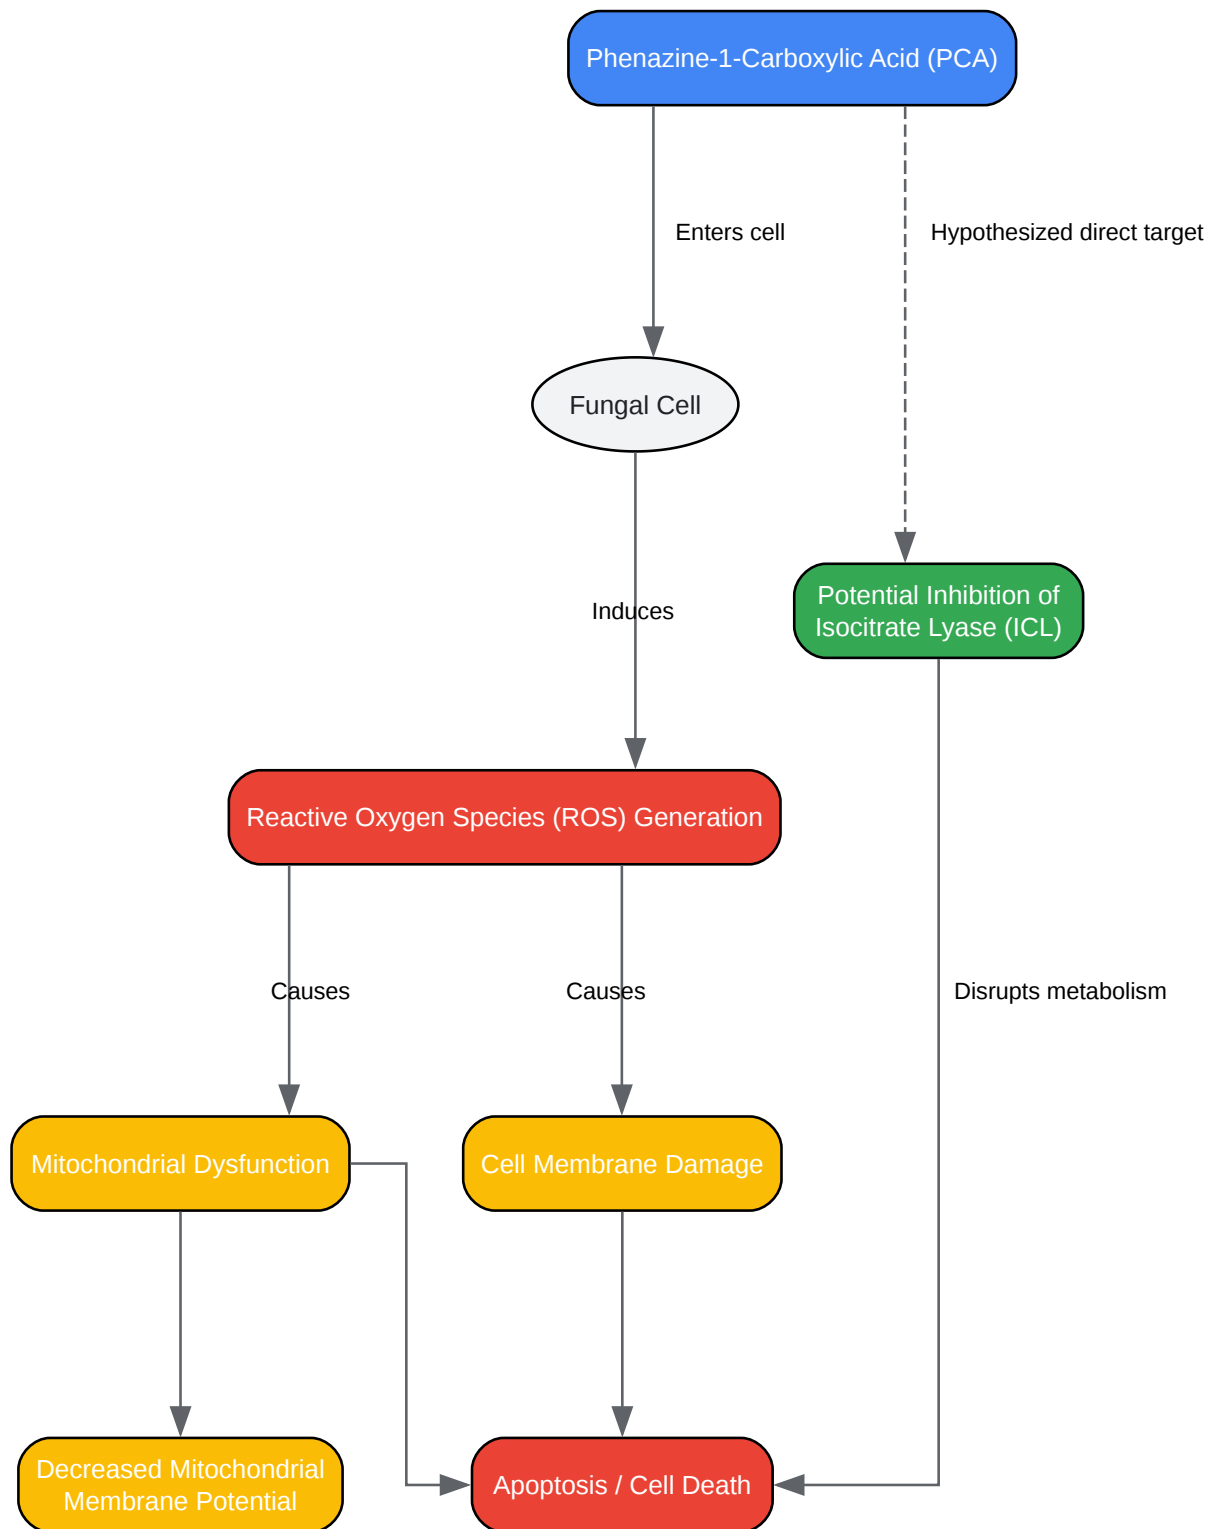 Phenazine-1-Carboxylic Acid (PCA)
Enters cell
Hypothesized direct target
Fungal Cell
Potential Inhibition of
Isocitrate Lyase (ICL)
Induces
Reactive Oxygen Species (ROS) Generation
Causes
Causes
Disrupts metabolism
Mitochondrial Dysfunction
Cell Membrane Damage
Decreased Mitochondrial
Membrane Potential
Apoptosis / Cell Death